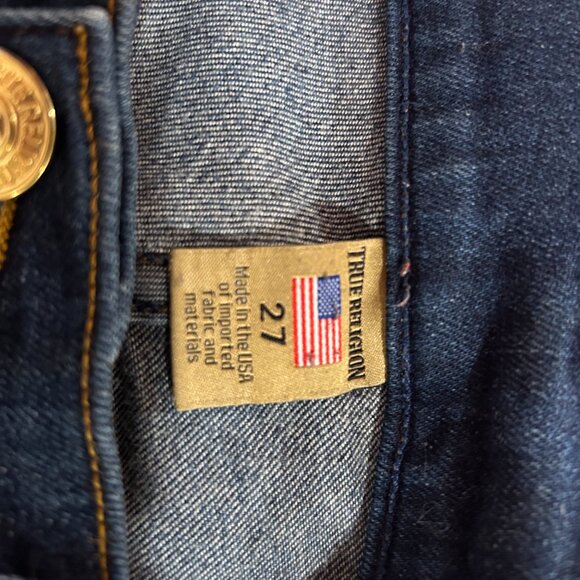 TRUE RELIGION
27
Made in the USA
of imported
fabric and
materials